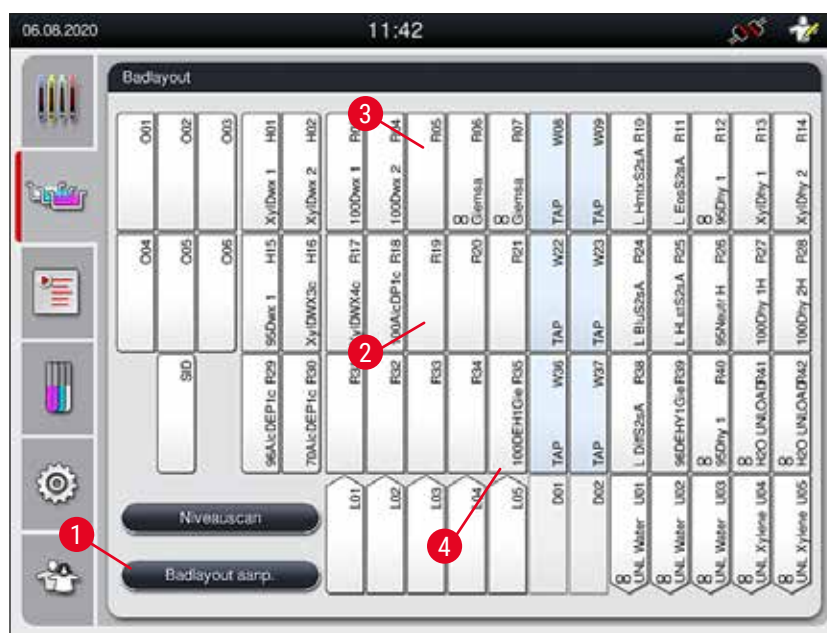 06.08.2020
11:42
Badlayout
O01
O02
O03
XylDwx 1 H01
XylDwx 2 H02
100Dwx 1
100Dwx 2
3
R05
∞ Giemsa R06
∞ Giemsa R07
TAP W08
TAP W09
L HmtxS2sA R10
L EosS2sA R11
∞ 95Dhy 1 R12
XylDhy 1 R13
XylDhy 2 R14
O04
O05
O06
95Dwx 1 H15
XylDWX3c H16
R17
R18
2
R19
R20
R21
TAP W22
TAP W23
L BluS2sA R24
L HLstS2sA R25
95Neutr H R26
100Dhy 1H R27
100Dhy 2H R28
SID
96AlcDEP1c R29
70AlcDEP1c R30
R32
R33
R34
100DEH1Gie R35
TAP W36
TAP W37
L DifS2sA R38
96DEHY1Gie R39
∞ 95Dhy 1 R40
∞ H2O UNLOAD R41
∞ H2O UNLOAD R42
L01
L02
L03
L04
4
L05
D01
D02
∞ UNL Water U01
∞ UNL Water U02
∞ UNL Water U03
∞ UNL Xylene U04
∞ UNL Xylene U05
Niveauscan
1
Badlayout aanp.